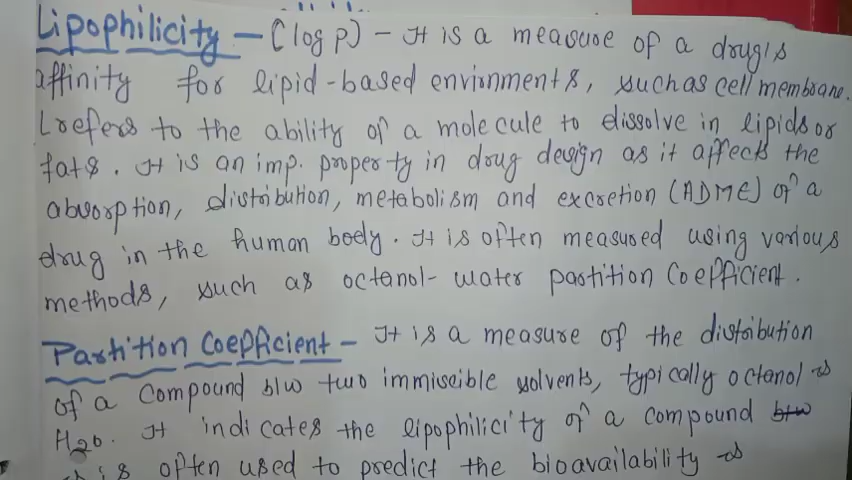 Lipophilicity - (log P) - It is a measure of a drug's
affinity for lipid-based environments, such as cell membrane.
(refers to the ability of a molecule to dissolve in lipids or
fats. It is an imp. property in drug design as it affects the
absorption, distribution, metabolism and excretion (ADME) of a
drug in the human body. It is often measured using various
methods, such as octanol-water partition Coefficient.
Partition Coefficient - It is a measure of the distribution
of a compound b/w two immiscible solvents, typically octanol &
H2O. It indicates the lipophilicity of a compound
is often used to predict the bioavailability &